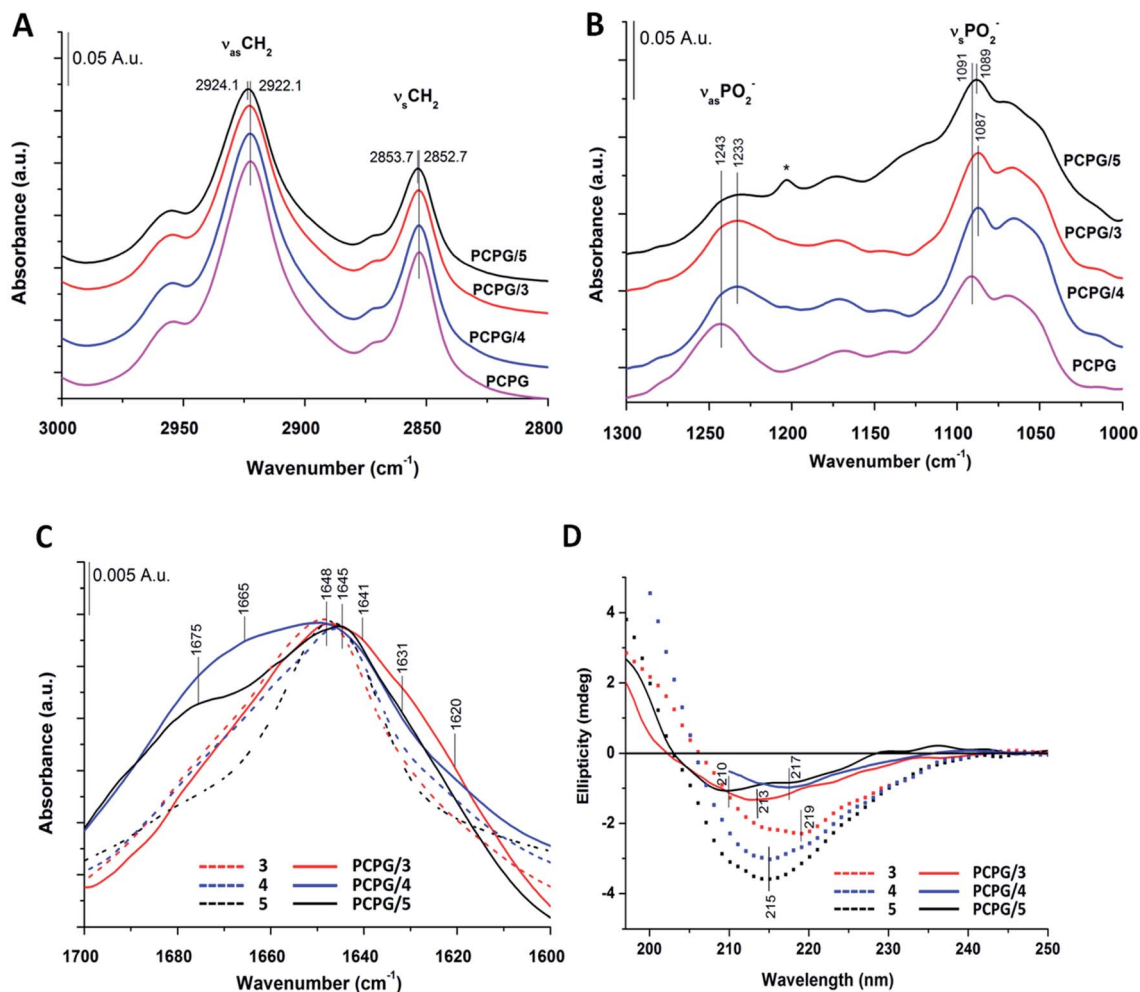 A
0.05 A.u.
νasCH2
2924.1 2922.1
νsCH2
2853.7 2852.7
PCPG/5
PCPG/3
PCPG/4
PCPG
Absorbance (a.u.)
3000 2950 2900 2850 2800
Wavenumber (cm-1)
B
0.05 A.u.
νsPO2-
1091
1089
1087
νasPO2-
1243
1233
*
PCPG/5
PCPG/3
PCPG/4
PCPG
Absorbance (a.u.)
1300 1250 1200 1150 1100 1050 1000
Wavenumber (cm-1)
C
0.005 A.u.
1675
1665
1648
1645
1641
1631
1620
3 PCPG/3
4 PCPG/4
5 PCPG/5
Absorbance (a.u.)
1700 1680 1660 1640 1620 1600
Wavenumber (cm-1)
D
4
2
0
-2
-4
Ellipticity (mdeg)
210
213
217
219
215
3 PCPG/3
4 PCPG/4
5 PCPG/5
200 210 220 230 240 250
Wavelength (nm)